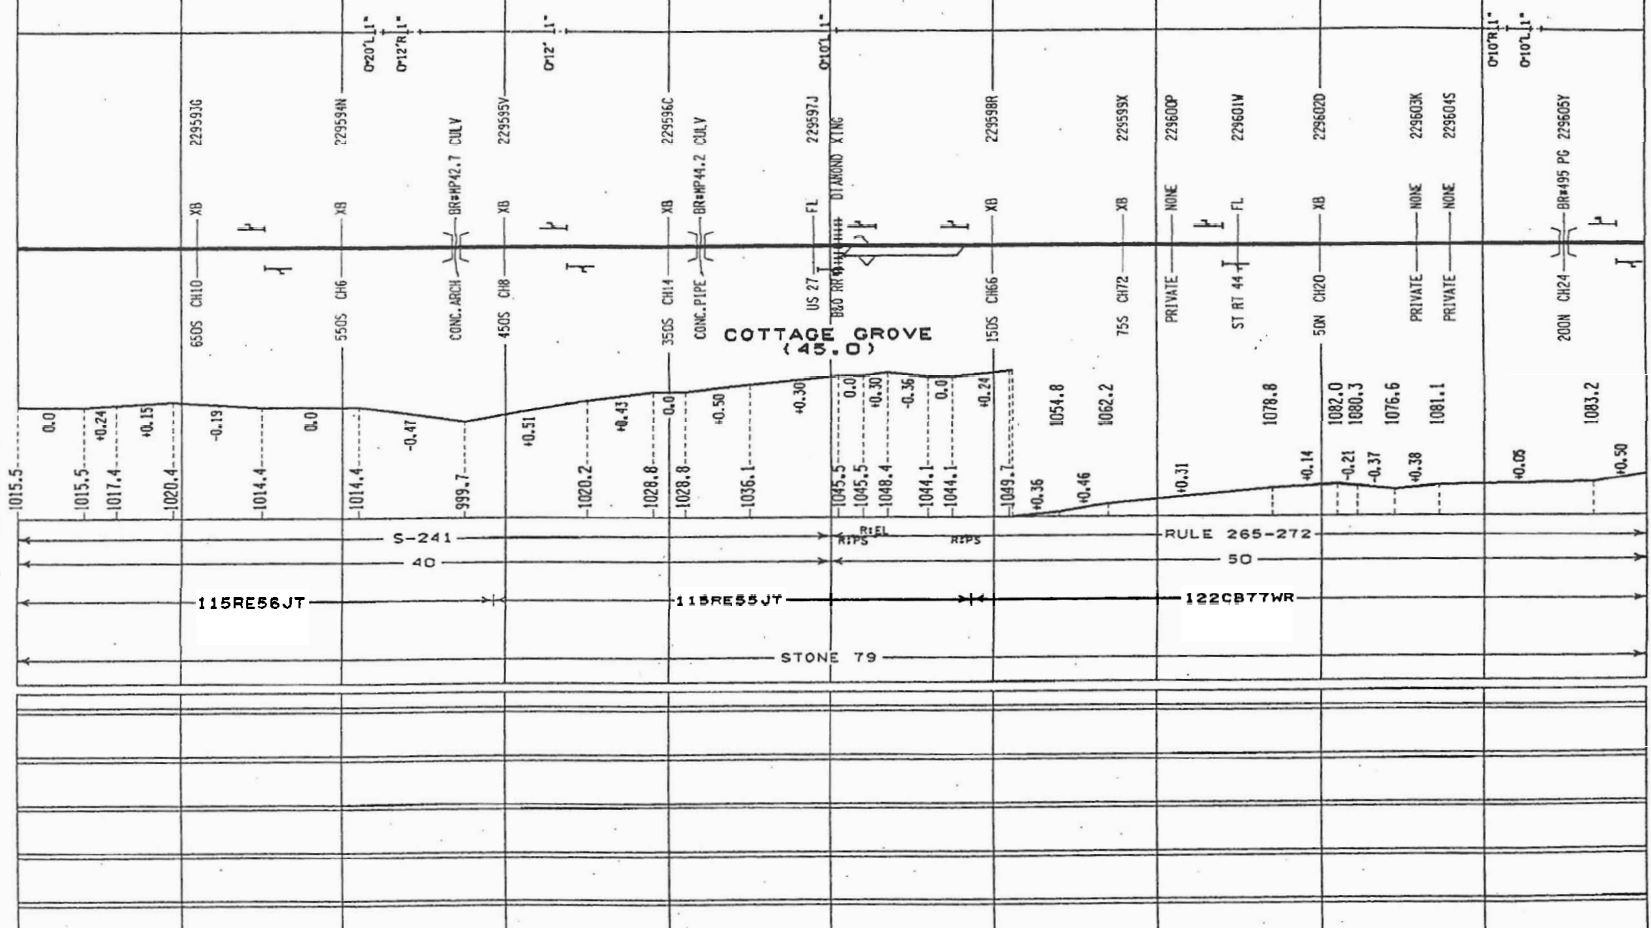 0°20'L 1"
0°12'R 1"
0°12' 1"
0°10'L 1"
0°10'R 1"
0°10'L 1"
650S CH10 XB 229593G
550S CH6 XB 229594N
CONC.ARCH BR#MP42.7 CULV
450S CH8 XB 229595V
350S CH14 XB 229596C
CONC.PIPE BR#MP44.2 CULV
US 27 FL 229597J
B&O RR DIAMOND XING
150S CH66 XB 229598R
75S CH72 XB 229599X
PRIVATE NONE 229600P
ST RT 44 FL 229601W
50N CH20 XB 229602D
PRIVATE NONE 229603K
PRIVATE NONE 229604S
200N CH24 BR#495 PG 229605Y
COTTAGE GROVE
(45.0)
0.0 +0.24 +0.15 -0.19 0.0 -0.47 +0.51 +0.43 0.0 +0.50 +0.30 0.0 +0.30 -0.36 0.0 +0.24
+0.36 +0.46 +0.31 +0.14 -0.21 -0.37 +0.38 +0.05 +0.50
1015.5 1015.5 1017.4 1020.4 1014.4 1014.4 999.7 1020.2 1028.8 1028.8 1036.1 1045.5 1045.5 1048.4 1044.1 1044.1 1049.7
1054.8 1062.2 1078.8 1082.0 1080.3 1076.6 1081.1 1083.2
S-241 R:PS R:EL R:PS RULE 265-272
40 50
115RE56JT 115RE55JT 122CB77WR
STONE 79